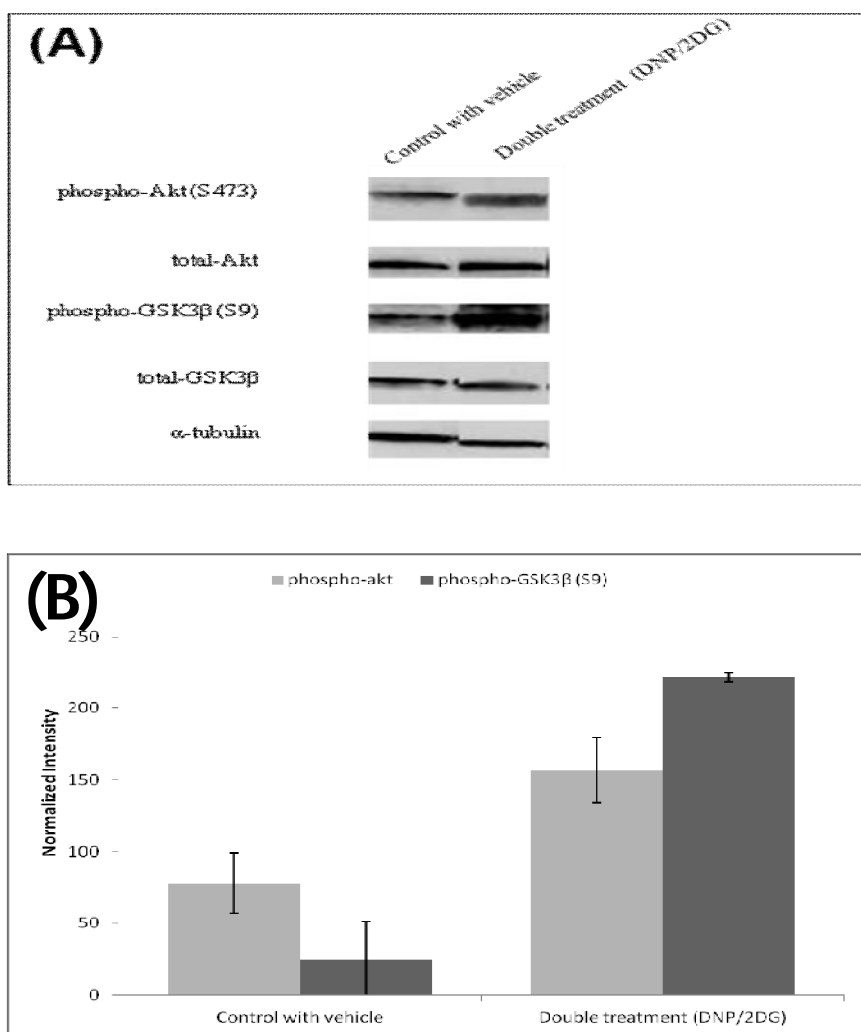 (A)
Control with vehicle
Double treatment (DNP/2DG)
phospho-Akt (S473)
total-Akt
phospho-GSK3β (S9)
total-GSK3β
α-tubulin
(B)
phospho-akt phospho-GSK3β (S9)
250
200
150
100
50
0
Normalized Intensity
Control with vehicle Double treatment (DNP/2DG)